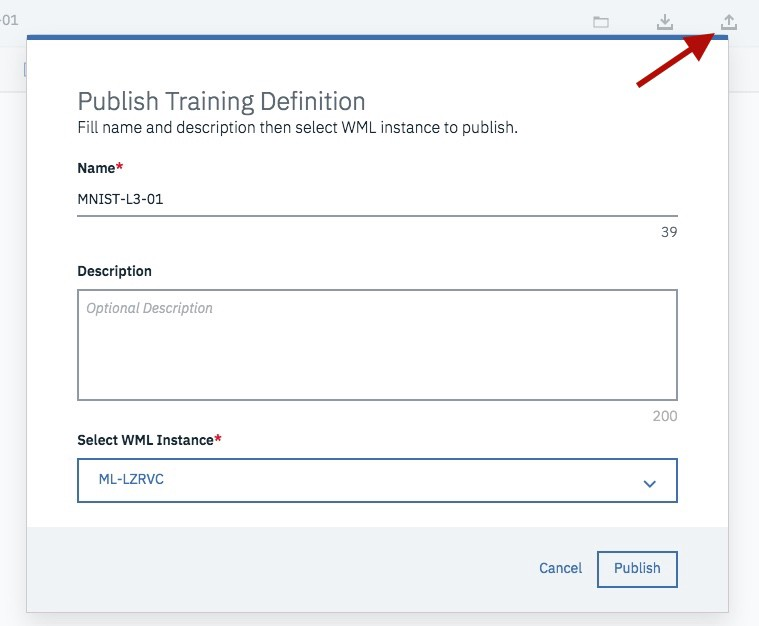 -01
Publish Training Definition
Fill name and description then select WML instance to publish.
Name*
MNIST-L3-01
39
Description
Optional Description
200
Select WML Instance*
ML-LZRVC
Cancel
Publish